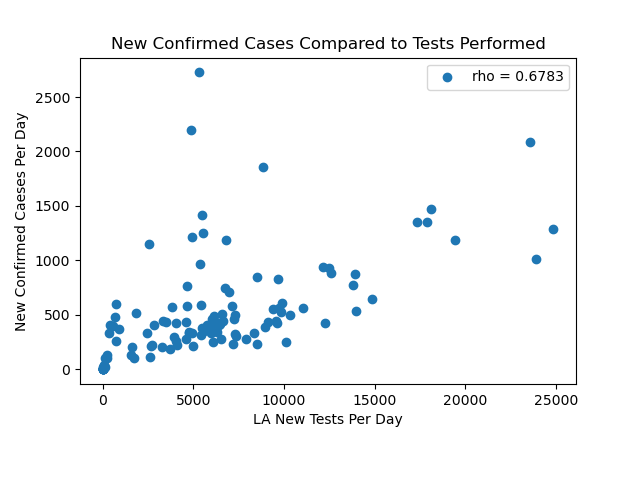 New Confirmed Cases Compared to Tests Performed
rho = 0.6783
New Confirmed Caeses Per Day
2500
2000
1500
1000
500
0
0 5000 10000 15000 20000 25000
LA New Tests Per Day